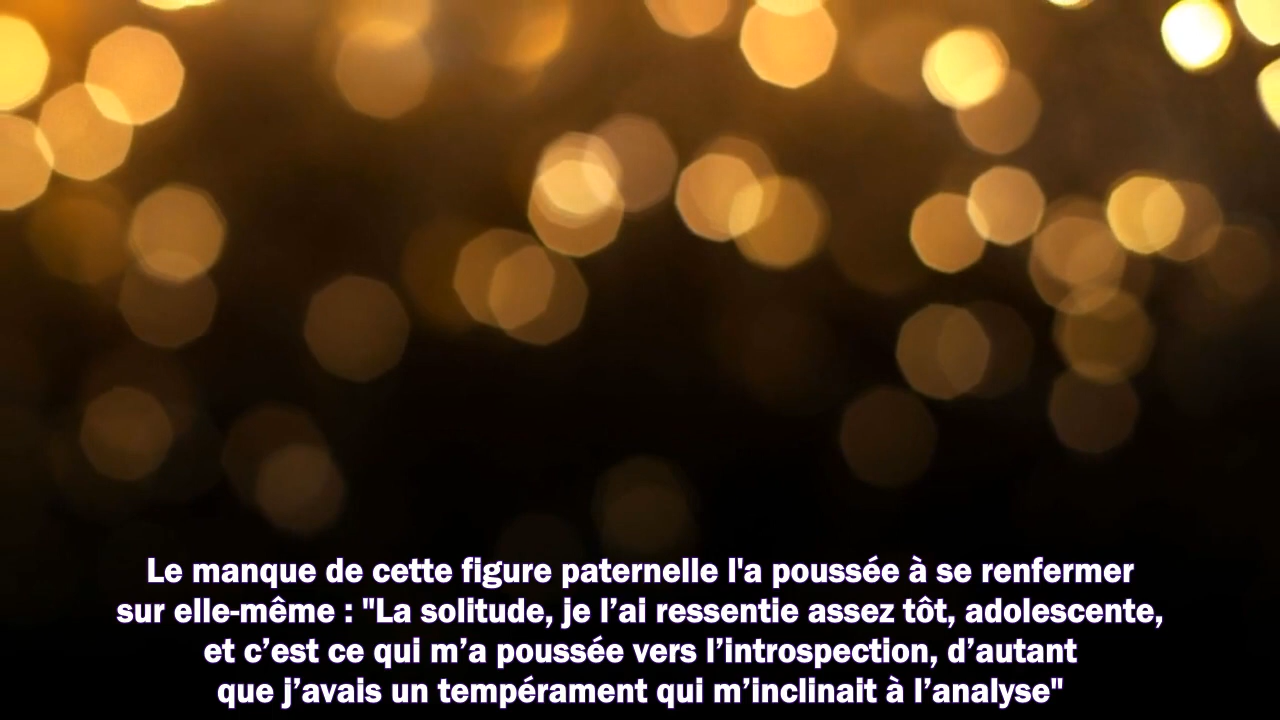 Le manque de cette figure paternelle l'a poussée à se renfermer
sur elle-même : "La solitude, je l’ai ressentie assez tôt, adolescente,
et c’est ce qui m’a poussée vers l’introspection, d’autant
que j’avais un tempérament qui m’inclinait à l’analyse"